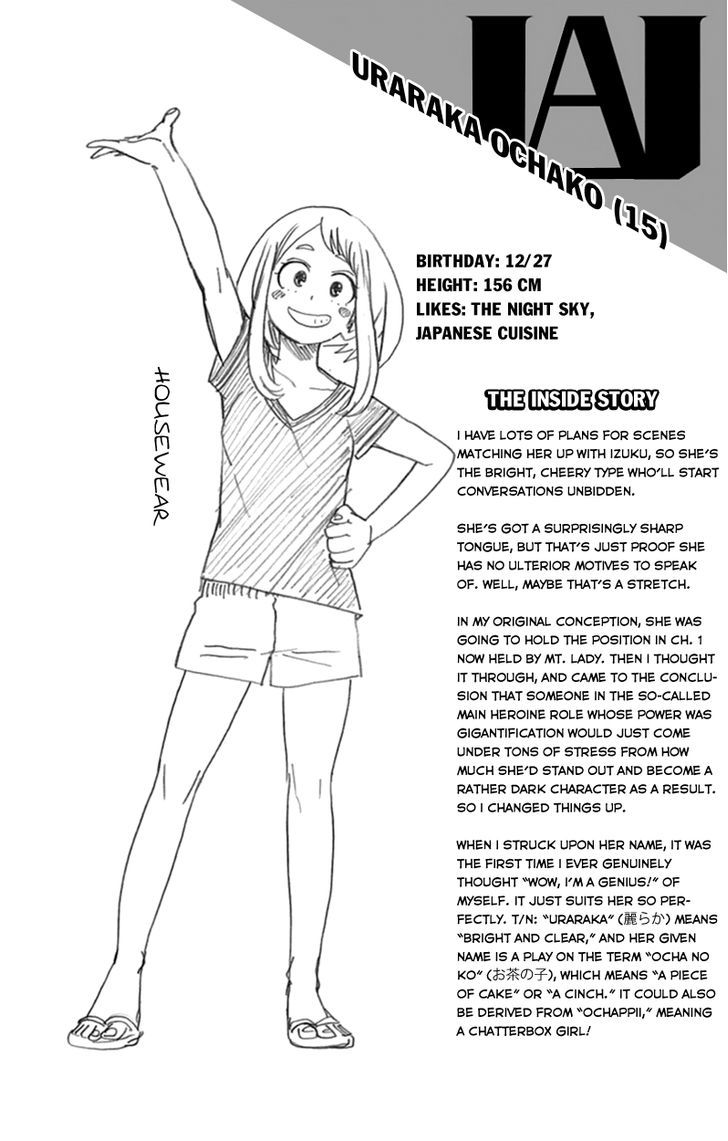 UA
URARAKA OCHAKO (15)
BIRTHDAY: 12/27
HEIGHT: 156 CM
LIKES: THE NIGHT SKY,
JAPANESE CUISINE
HOUSEWEAR
THE INSIDE STORY
I HAVE LOTS OF PLANS FOR SCENES
MATCHING HER UP WITH IZUKU, SO SHE'S
THE BRIGHT, CHEERY TYPE WHO'LL START
CONVERSATIONS UNBIDDEN.
SHE'S GOT A SURPRISINGLY SHARP
TONGUE, BUT THAT'S JUST PROOF SHE
HAS NO ULTERIOR MOTIVES TO SPEAK
OF. WELL, MAYBE THAT'S A STRETCH.
IN MY ORIGINAL CONCEPTION, SHE WAS
GOING TO HOLD THE POSITION IN CH. 1
NOW HELD BY MT. LADY. THEN I THOUGHT
IT THROUGH, AND CAME TO THE CONCLU-
SION THAT SOMEONE IN THE SO-CALLED
MAIN HEROINE ROLE WHOSE POWER WAS
GIGANTIFICATION WOULD JUST COME
UNDER TONS OF STRESS FROM HOW
MUCH SHE'D STAND OUT AND BECOME A
RATHER DARK CHARACTER AS A RESULT.
SO I CHANGED THINGS UP.
WHEN I STRUCK UPON HER NAME, IT WAS
THE FIRST TIME I EVER GENUINELY
THOUGHT "WOW, I'M A GENIUS!" OF
MYSELF. IT JUST SUITS HER SO PER-
FECTLY. T/N: "URARAKA" (麗らか) MEANS
"BRIGHT AND CLEAR," AND HER GIVEN
NAME IS A PLAY ON THE TERM "OCHA NO
KO" (お茶の子), WHICH MEANS "A PIECE
OF CAKE" OR "A CINCH." IT COULD ALSO
BE DERIVED FROM "OCHAPPII," MEANING
A CHATTERBOX GIRL!